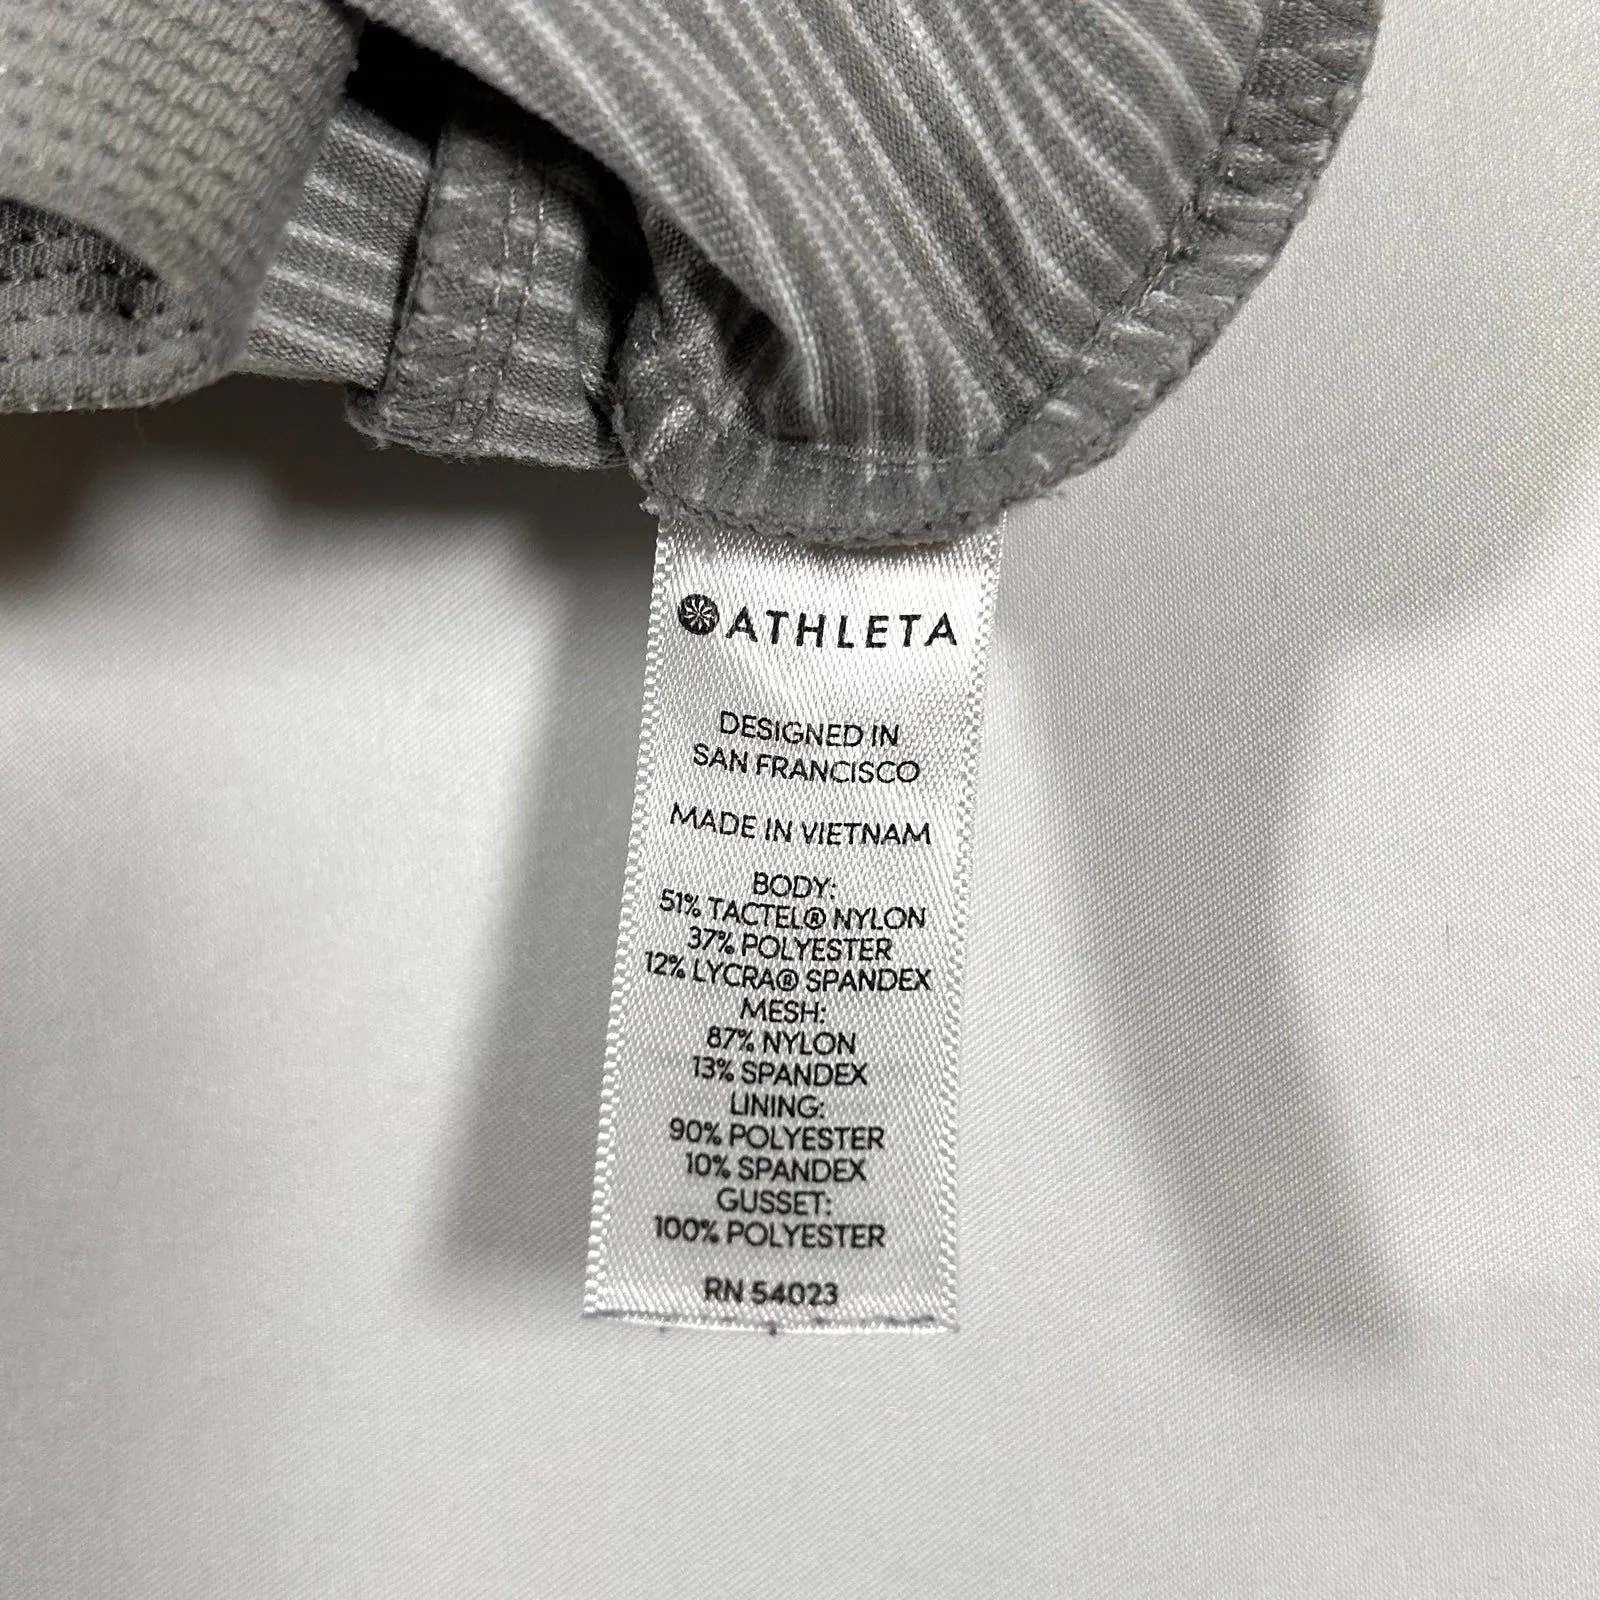 ATHLETA
DESIGNED IN
SAN FRANCISCO
MADE IN VIETNAM
BODY:
51% TACTEL® NYLON
37% POLYESTER
12% LYCRA® SPANDEX
MESH:
87% NYLON
13% SPANDEX
LINING:
90% POLYESTER
10% SPANDEX
GUSSET:
100% POLYESTER
RN 54023